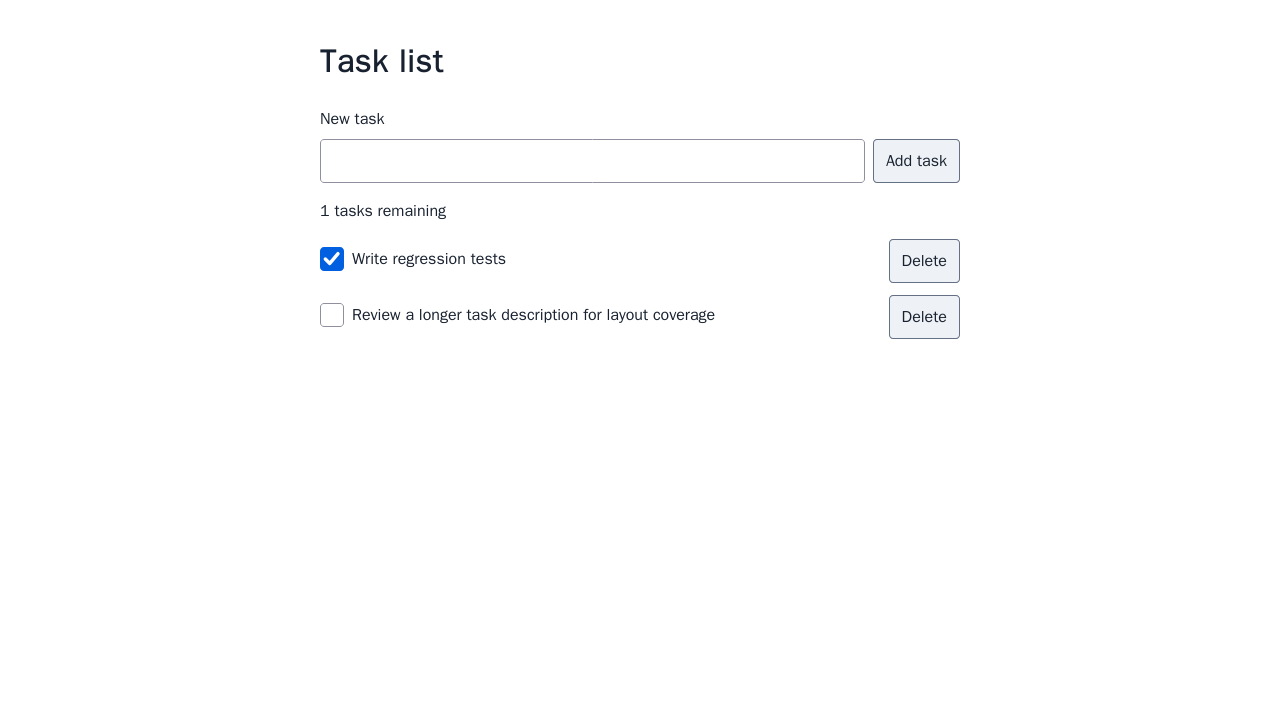 Task list
New task
Add task
1 tasks remaining
Write regression tests Delete
Review a longer task description for layout coverage Delete